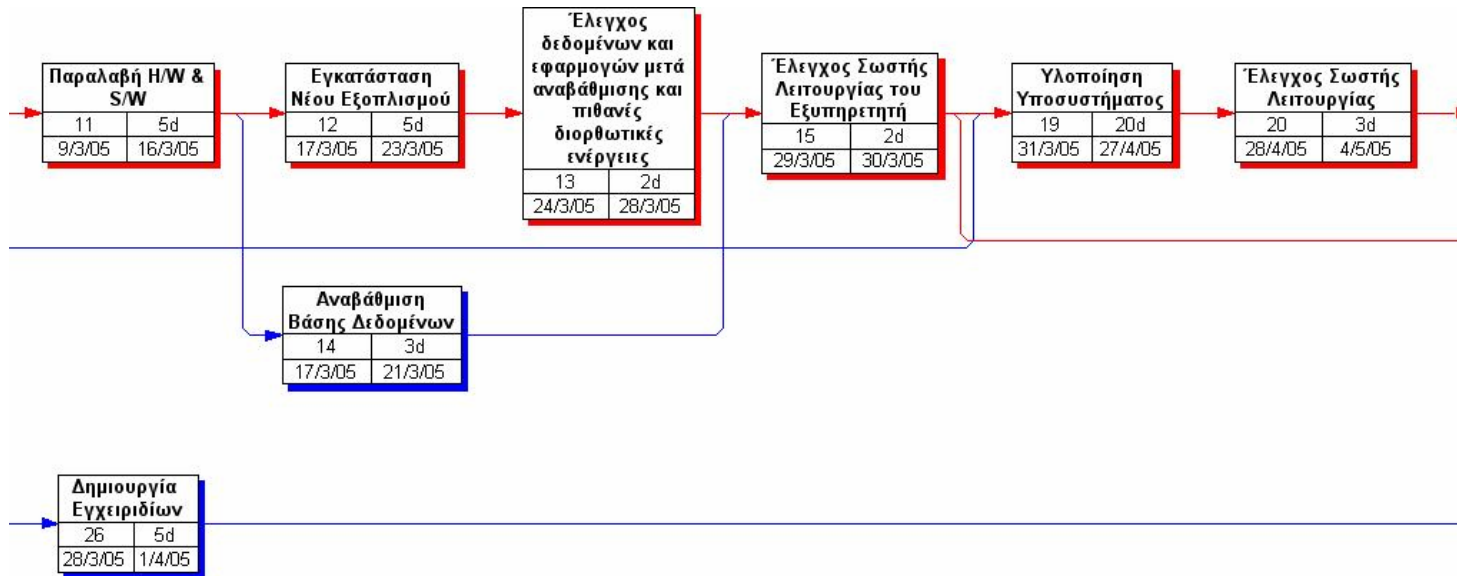 Παραλαβή H/W &
S/W
11 5d
9/3/05 16/3/05
Εγκατάσταση
Νέου Εξοπλισμού
12 5d
17/3/05 23/3/05
Έλεγχος
δεδομένων και
εφαρμογών μετά
αναβάθμισης και
πιθανές
διορθωτικές
ενέργειες
13 2d
24/3/05 28/3/05
Έλεγχος Σωστής
Λειτουργίας του
Εξυπηρετητή
15 2d
29/3/05 30/3/05
Υλοποίηση
Υποσυστήματος
19 20d
31/3/05 27/4/05
Έλεγχος Σωστής
Λειτουργίας
20 3d
28/4/05 4/5/05
Αναβάθμιση
Βάσης Δεδομένων
14 3d
17/3/05 21/3/05
Δημιουργία
Εγχειριδίων
26 5d
28/3/05 1/4/05